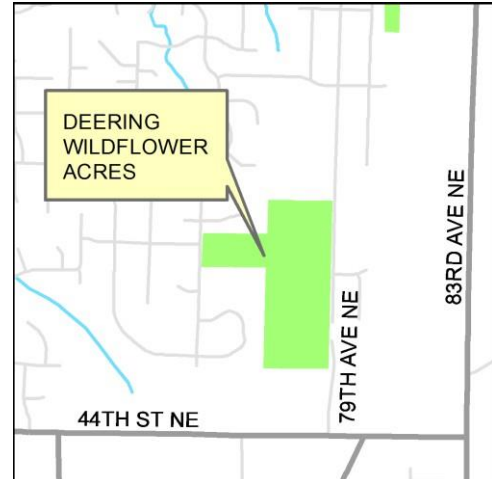 DEERING
WILDFLOWER
ACRES
83RD AVE NE
79TH AVE NE
44TH ST NE